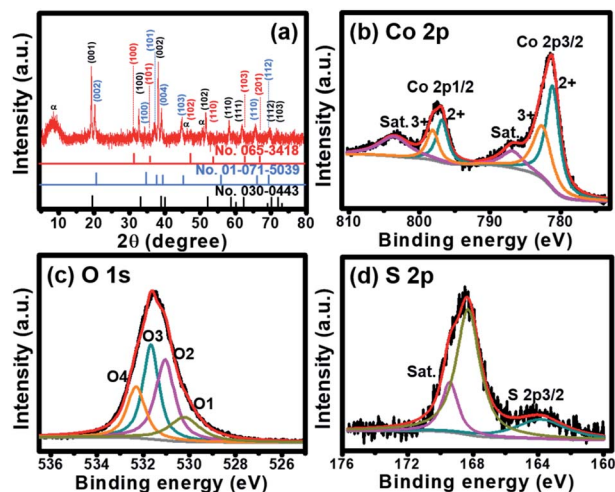 (a)
(001)
(002)
(100)
(100)
(101)
(101)
(100)
(002)
(004)
(103)
(102)
(102)
(110)
(110)
(111)
(103)
(110)
(201)
(112)
(112)
(103)
α
α
α
No. 065-3418
No. 01-071-5039
No. 030-0443
Intensity (a.u.)
5 10 20 30 40 50 60 70 80
2θ (degree)
(b) Co 2p
Co 2p3/2
Co 2p1/2
2+
3+
Sat.
2+
3+
Sat.
Intensity (a.u.)
810 800 790 780
Binding energy (eV)
(c) O 1s
O3
O2
O4
O1
Intensity (a.u.)
536 534 532 530 528 526
Binding energy (eV)
(d) S 2p
Sat.
S 2p3/2
Intensity (a.u.)
176 172 168 164 160
Binding energy (eV)